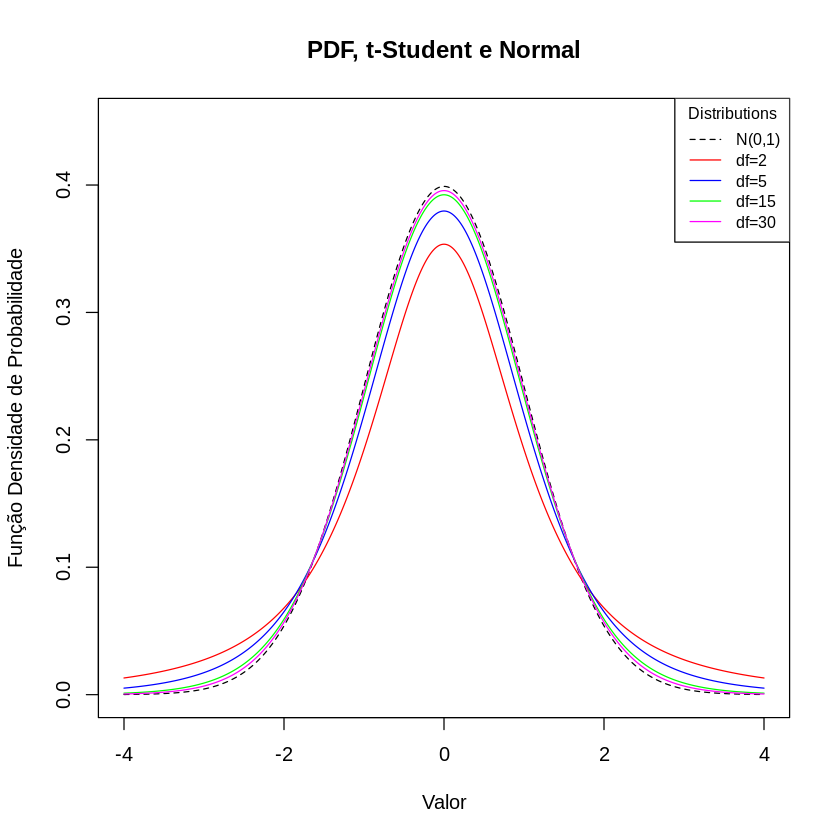 PDF, t-Student e Normal
Distributions
N(0,1)
df=2
df=5
df=15
df=30
Função Densidade de Probabilidade
0.4
0.3
0.2
0.1
0.0
-4 -2 0 2 4
Valor